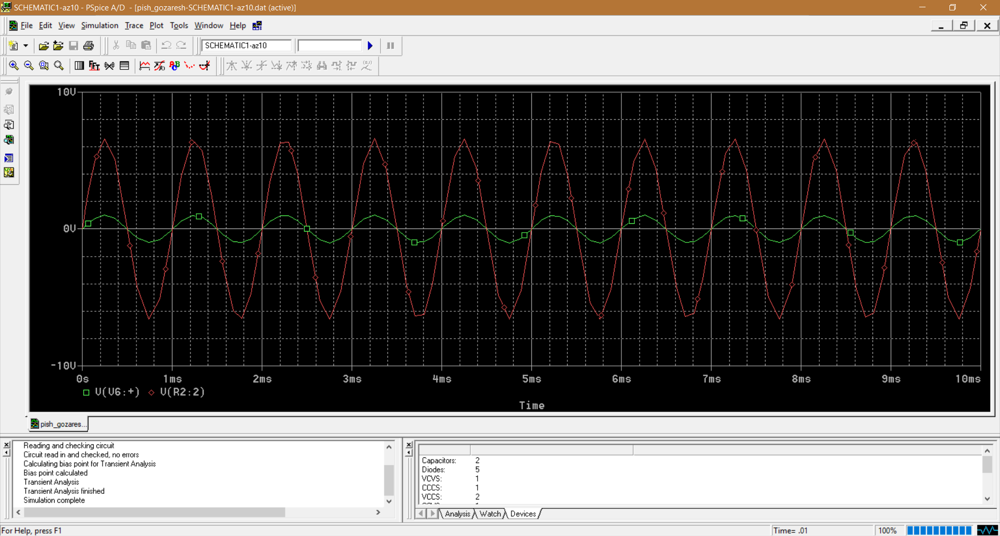 SCHEMATIC1-az10 - PSpice A/D - [pish_gozaresh-SCHEMATIC1-az10.dat (active)]
File Edit View Simulation Trace Plot Tools Window Help
SCHEMATIC1-az10
10V
0V
-10V
0s 1ms 2ms 3ms 4ms 5ms 6ms 7ms 8ms 9ms 10ms
V(V6:+) V(R2:2)
Time
pish_gozares...
Reading and checking circuit
Circuit read in and checked, no errors
Calculating bias point for Transient Analysis
Bias point calculated
Transient Analysis
Transient Analysis finished
Simulation complete
Capacitors: 2
Diodes: 5
VCVS: 1
CCCS: 1
VCCS: 2
Analysis Watch Devices
For Help, press F1 Time= .01 100%